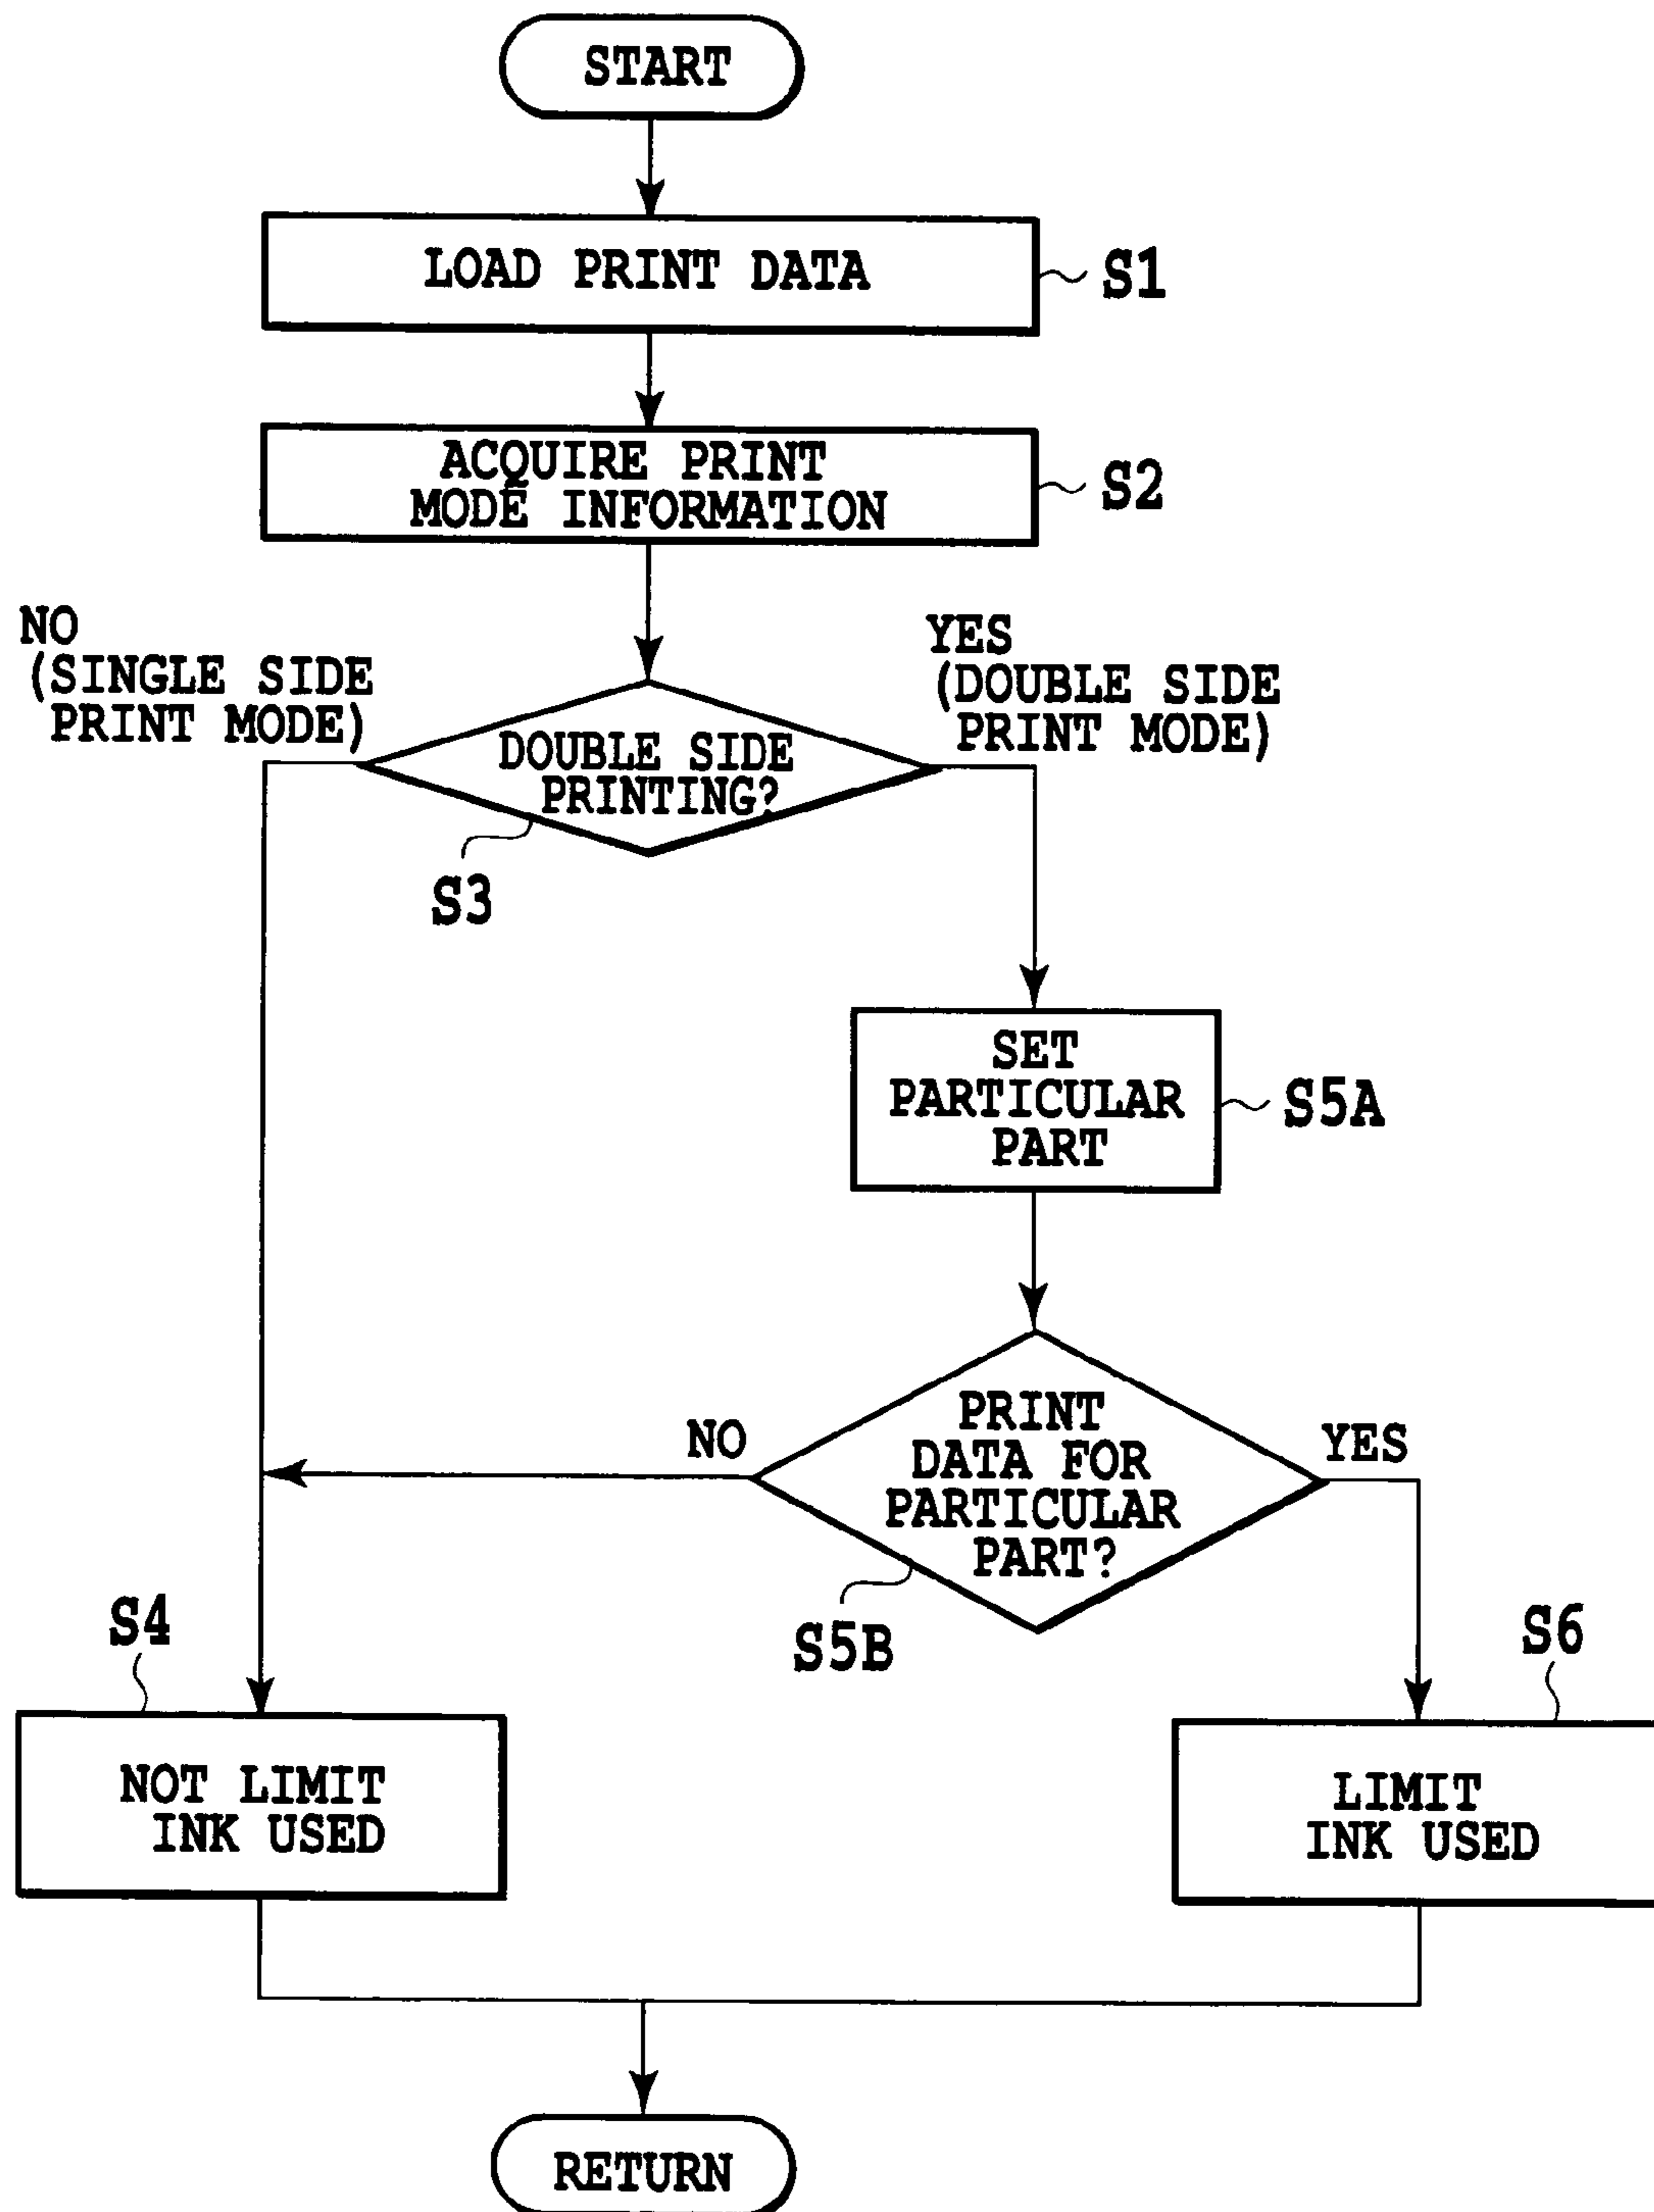 START
LOAD PRINT DATA
S1
ACQUIRE PRINT
MODE INFORMATION
S2
NO
(SINGLE SIDE
PRINT MODE)
YES
(DOUBLE SIDE
PRINT MODE)
DOUBLE SIDE
PRINTING?
S3
SET
PARTICULAR
PART
S5A
PRINT
DATA FOR
PARTICULAR
PART?
NO
YES
S5B
S4
NOT LIMIT
INK USED
S6
LIMIT
INK USED
RETURN